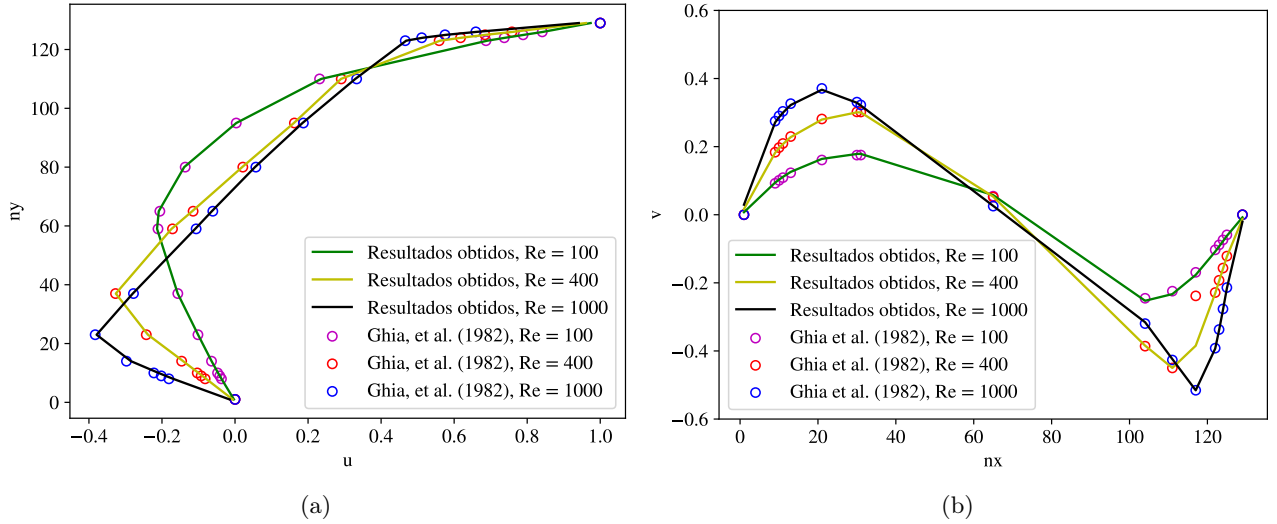 120
100
80
60
40
20
0
ny
−0.4 −0.2 0.0 0.2 0.4 0.6 0.8 1.0
u
Resultados obtidos, Re = 100
Resultados obtidos, Re = 400
Resultados obtidos, Re = 1000
Ghia, et al. (1982), Re = 100
Ghia et al. (1982), Re = 400
Ghia et al. (1982), Re = 1000
(a)
0.6
0.4
0.2
0.0
−0.2
−0.4
−0.6
v
0 20 40 60 80 100 120
nx
Resultados obtidos, Re = 100
Resultados obtidos, Re = 400
Resultados obtidos, Re = 1000
Ghia et al. (1982), Re = 100
Ghia et al. (1982), Re = 400
Ghia et al. (1982), Re = 1000
(b)